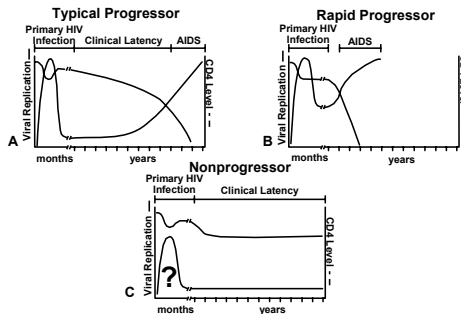 Typical Progressor
Primary HIV
Infection
Clinical Latency
AIDS
Viral Replication —
CD4 Level - —
A
months
years
Rapid Progressor
Primary HIV
Infection
AIDS
Viral Replication —
B
months
years
Nonprogressor
Primary HIV
Infection
Clinical Latency
Viral Replication —
CD4 Level - —
?
C
months
years